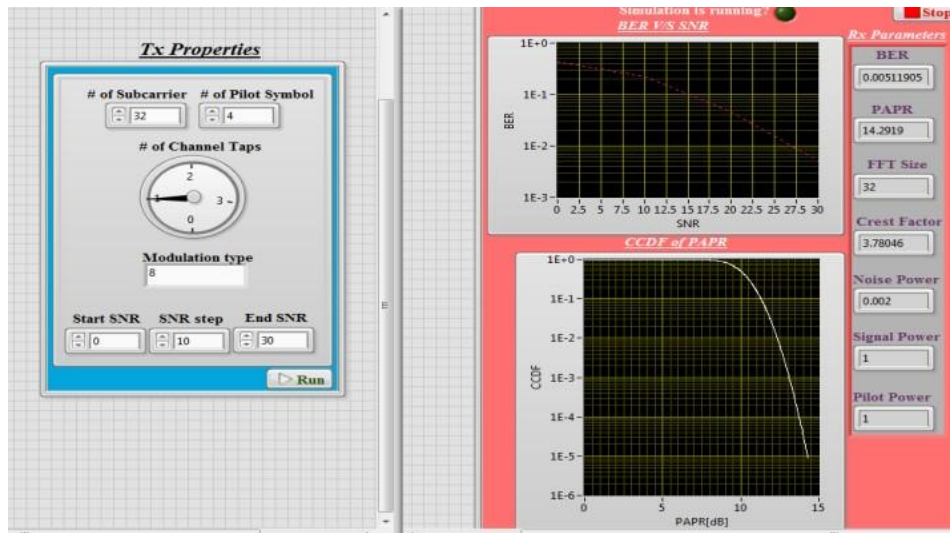 Tx Properties
# of Subcarrier # of Pilot Symbol
32 4
# of Channel Taps
2
1 3
0
Modulation type
8
Start SNR SNR step End SNR
0 10 30
Run
Simulation is running?
Stop
BER V/S SNR
1E+0
1E-1
1E-2
1E-3
BER
0 2.5 5 7.5 10 12.5 15 17.5 20 22.5 25 27.5 30
SNR
CCDF of PAPR
1E+0
1E-1
1E-2
1E-3
1E-4
1E-5
1E-6
CCDF
0 5 10 15
PAPR[dB]
Rx Parameters
BER
0.00511905
PAPR
14.2919
FFT Size
32
Crest Factor
3.78046
Noise Power
0.002
Signal Power
1
Pilot Power
1